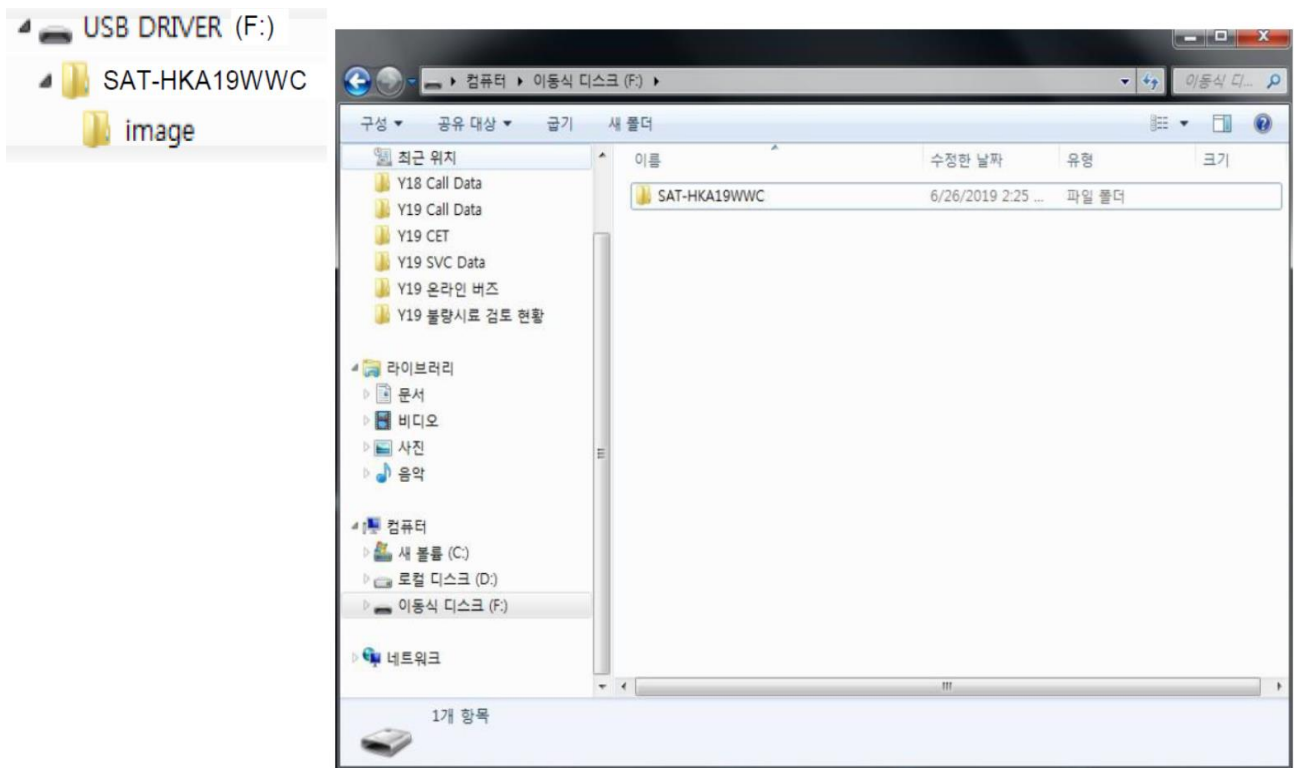 USB DRIVER (F:)
SAT-HKA19WWC
image
컴퓨터 이동식 디스크 (F:)
이동식 디...
구성 공유 대상 굽기 새 폴더
최근 위치
Y18 Call Data
Y19 Call Data
Y19 CET
Y19 SVC Data
Y19 온라인 버즈
Y19 불량시료 검토 현황
라이브러리
문서
비디오
사진
음악
컴퓨터
새 볼륨 (C:)
로컬 디스크 (D:)
이동식 디스크 (F:)
네트워크
이름 수정한 날짜 유형 크기
SAT-HKA19WWC 6/26/2019 2:25 ... 파일 폴더
1개 항목